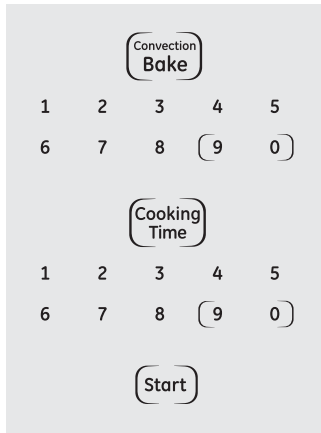 Convection
Bake
1 2 3 4 5
6 7 8 9 0
Cooking
Time
1 2 3 4 5
6 7 8 9 0
Start